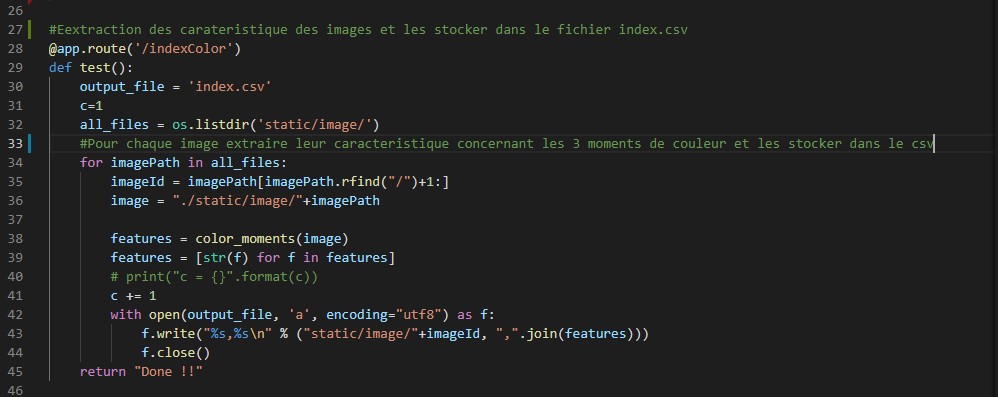 26
27 #Eextraction des carateristique des images et les stocker dans le fichier index.csv
28 @app.route('/indexColor')
29 def test():
30     output_file = 'index.csv'
31     c=1
32     all_files = os.listdir('static/image/')
33     #Pour chaque image extraire leur caracteristique concernant les 3 moments de couleur et les stocker dans le csv
34     for imagePath in all_files:
35         imageId = imagePath[imagePath.rfind("/")+1:]
36         image = "./static/image/"+imagePath
37
38         features = color_moments(image)
39         features = [str(f) for f in features]
40         # print("c = {}".format(c))
41         c += 1
42         with open(output_file, 'a', encoding="utf8") as f:
43             f.write("%s,%s\n" % ("static/image/"+imageId, ",".join(features)))
44             f.close()
45     return "Done !!"
46